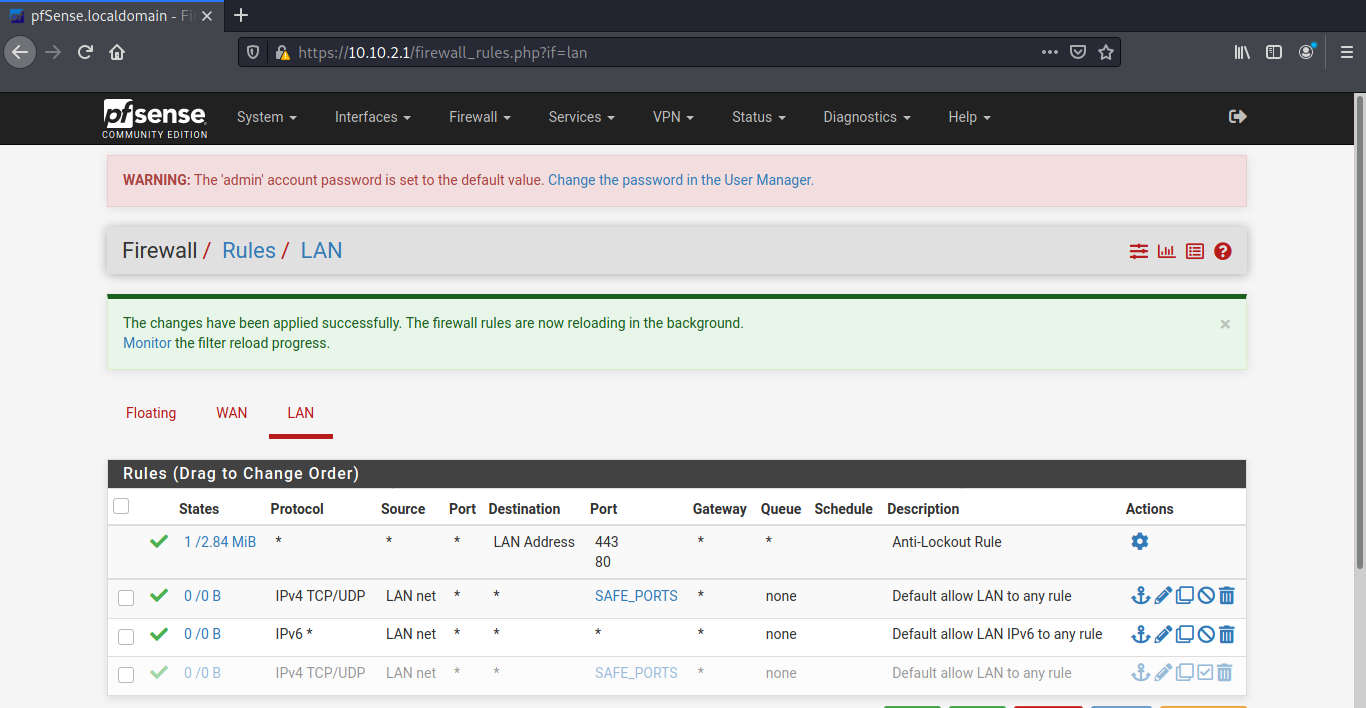 pfSense.localdomain - Fi
https://10.10.2.1/firewall_rules.php?if=lan
pfsense
COMMUNITY EDITION
System Interfaces Firewall Services VPN Status Diagnostics Help
WARNING: The 'admin' account password is set to the default value. Change the password in the User Manager.
Firewall / Rules / LAN
The changes have been applied successfully. The firewall rules are now reloading in the background.
Monitor the filter reload progress.
Floating WAN LAN
Rules (Drag to Change Order)
States Protocol Source Port Destination Port Gateway Queue Schedule Description Actions
1 /2.84 MiB * * * LAN Address 443 * * Anti-Lockout Rule
80
0 /0 B IPv4 TCP/UDP LAN net * * SAFE_PORTS * none Default allow LAN to any rule
0 /0 B IPv6 * LAN net * * * * none Default allow LAN IPv6 to any rule
0 /0 B IPv4 TCP/UDP LAN net * * SAFE_PORTS * none Default allow LAN to any rule